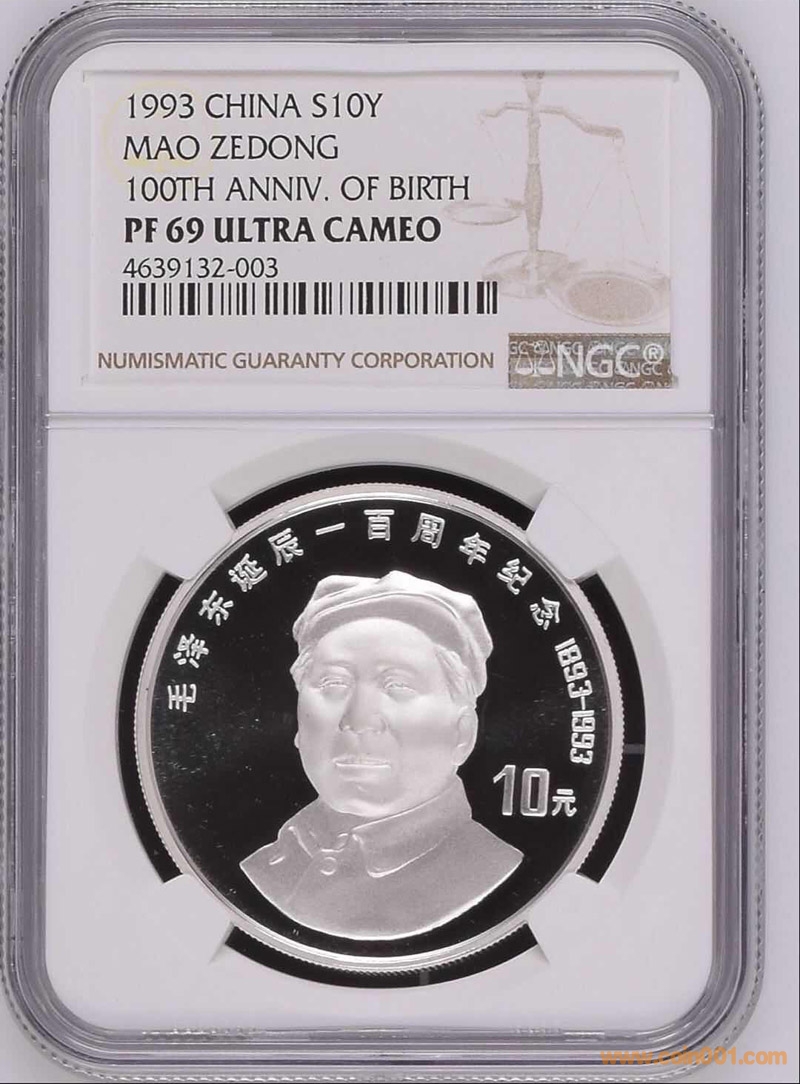 1993 CHINA S10Y
MAO ZEDONG
100TH ANNIV. OF BIRTH
PF 69 ULTRA CAMEO
4639132-003
NUMISMATIC GUARANTY CORPORATION
NGC®
毛泽东诞辰一百周年纪念 1893-1993
10元
www.coin001.com